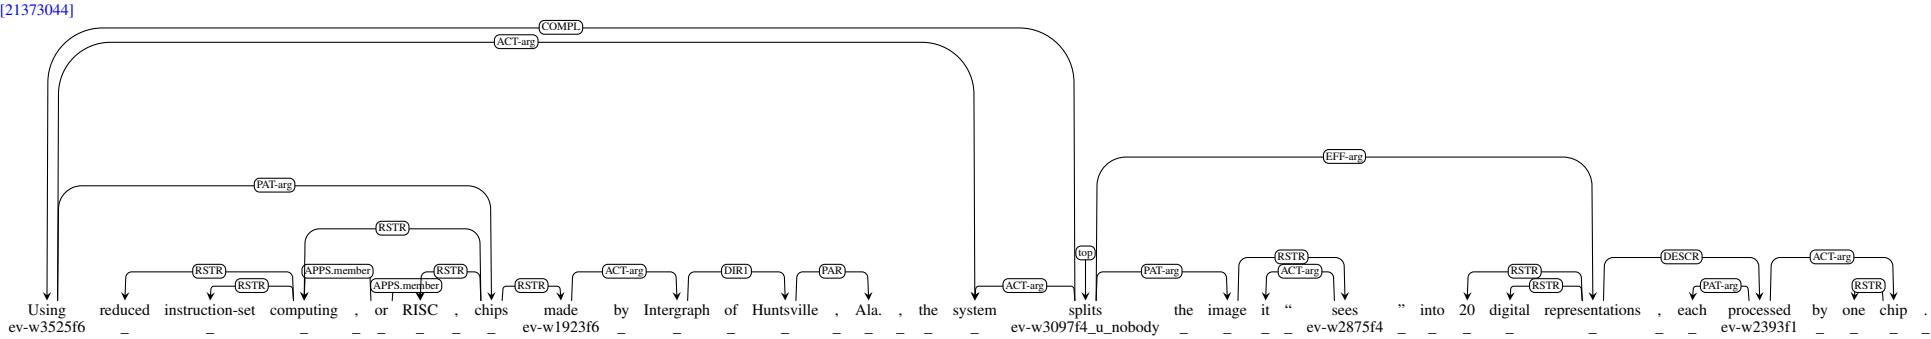 [21373044]
COMPL
ACT-arg
EFF-arg
PAT-arg
RSTR
top
RSTR APPS.member RSTR ACT-arg DIR1 PAR PAT-arg RSTR ACT-arg RSTR DESCR ACT-arg
RSTR APPS.member RSTR ACT-arg RSTR PAT-arg RSTR
Using reduced instruction-set computing , or RISC , chips made by Intergraph of Huntsville , Ala. , the system splits the image it “ sees ” into 20 digital representations , each processed by one chip .
ev-w3525f6 _ _ _ _ _ _ _ _ ev-w1923f6 _ _ _ _ _ _ _ _ _ ev-w3097f4_u_nobody _ _ _ _ ev-w2875f4 _ _ _ _ _ _ _ ev-w2393f1 _ _ _ _